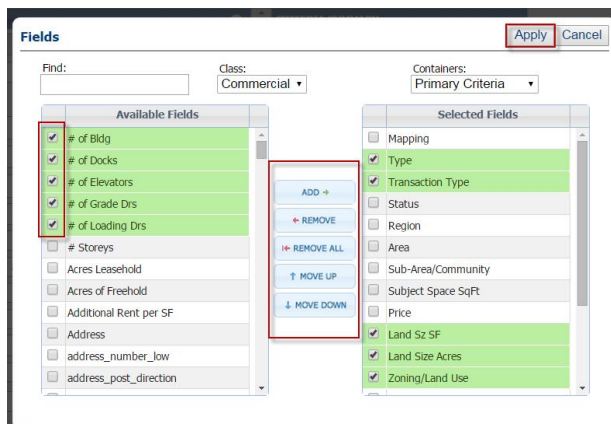 Fields
Apply
Cancel
Find:
Class:
Containers:
Commercial
Primary Criteria
Available Fields
# of Bldg
# of Docks
# of Elevators
# of Grade Drs
# of Loading Drs
# Storeys
Acres Leasehold
Acres of Freehold
Additional Rent per SF
Address
address_number_low
address_post_direction
ADD
REMOVE
REMOVE ALL
MOVE UP
MOVE DOWN
Selected Fields
Mapping
Type
Transaction Type
Status
Region
Area
Sub-Area/Community
Subject Space SqFt
Price
Land Sz SF
Land Size Acres
Zoning/Land Use